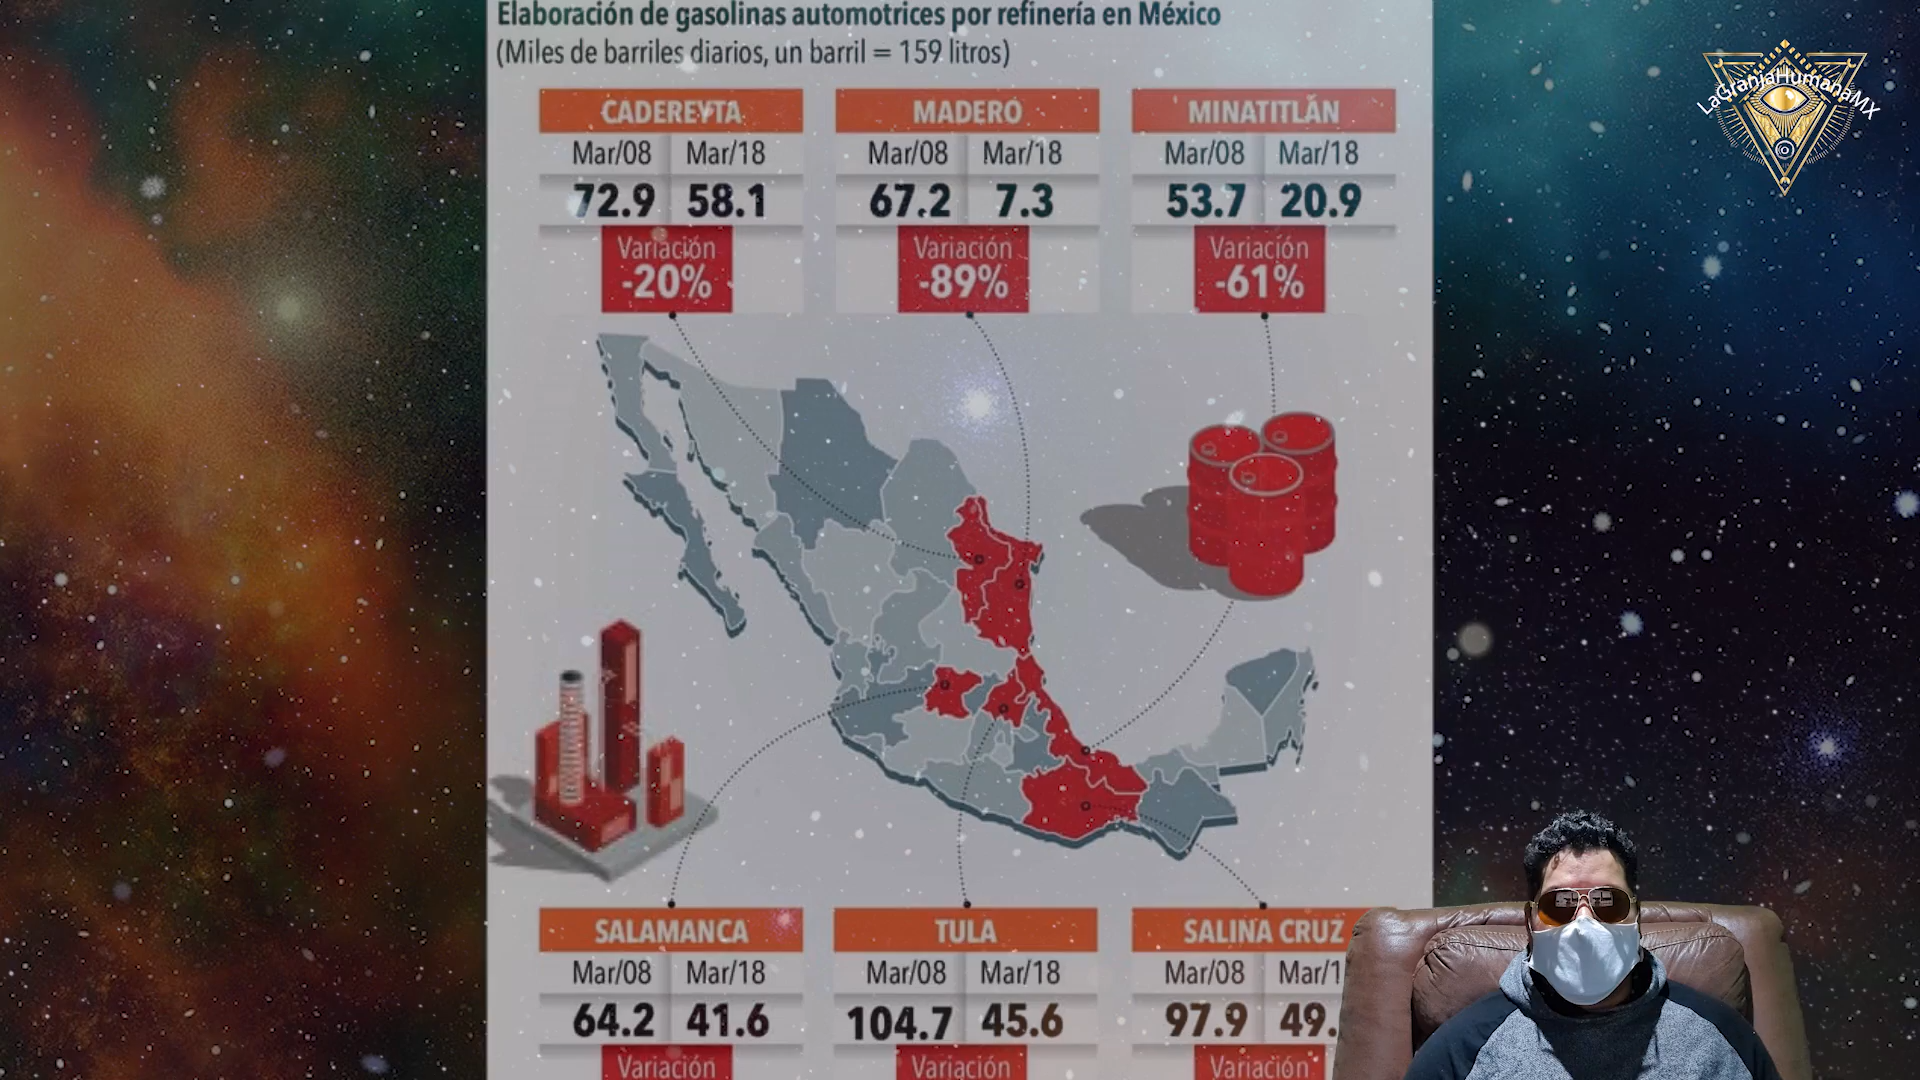 Elaboración de gasolinas automotrices por refinería en México
(Miles de barriles diarios, un barril = 159 litros)
LaGranjaHumanaMX
CADEREYTA
Mar/08 Mar/18
72.9 58.1
Variación
-20%
MADERO
Mar/08 Mar/18
67.2 7.3
Variación
-89%
MINATITLÁN
Mar/08 Mar/18
53.7 20.9
Variación
-61%
SALAMANCA
Mar/08 Mar/18
64.2 41.6
Variación
TULA
Mar/08 Mar/18
104.7 45.6
Variación
SALINA CRUZ
Mar/08 Mar/1
97.9 49.
Variación